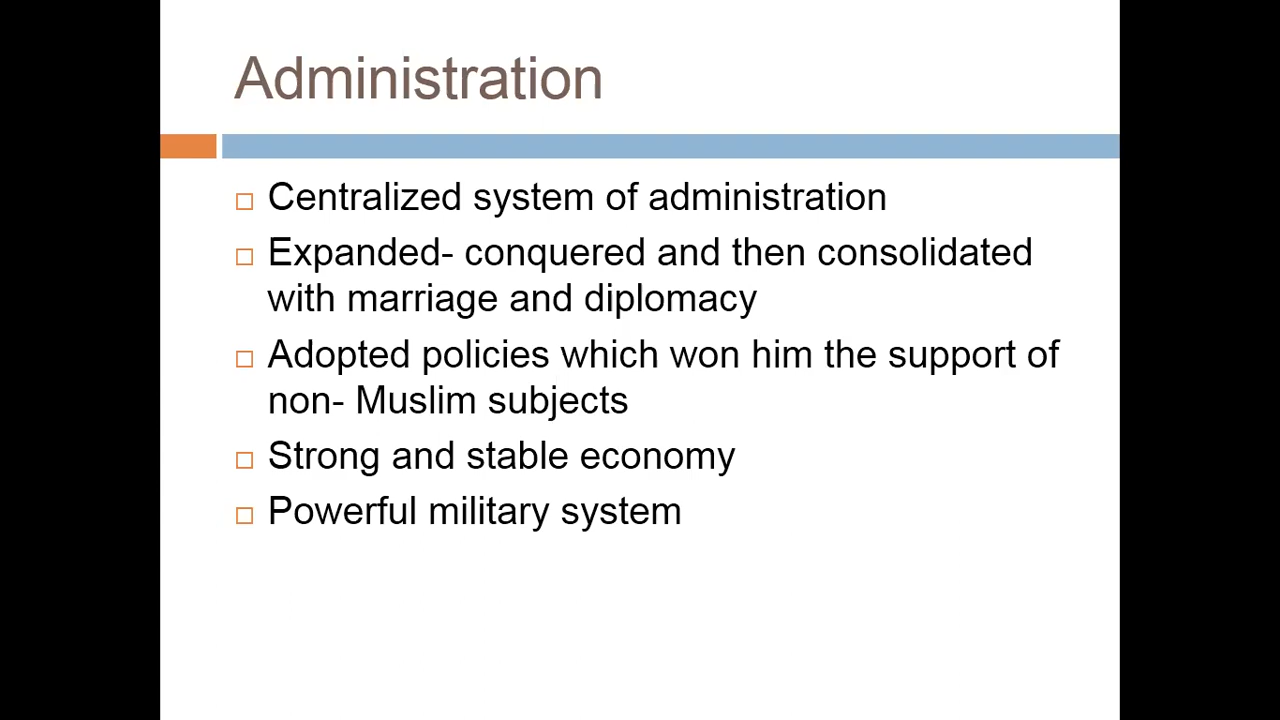 Administration
Centralized system of administration
Expanded- conquered and then consolidated
with marriage and diplomacy
Adopted policies which won him the support of
non- Muslim subjects
Strong and stable economy
Powerful military system